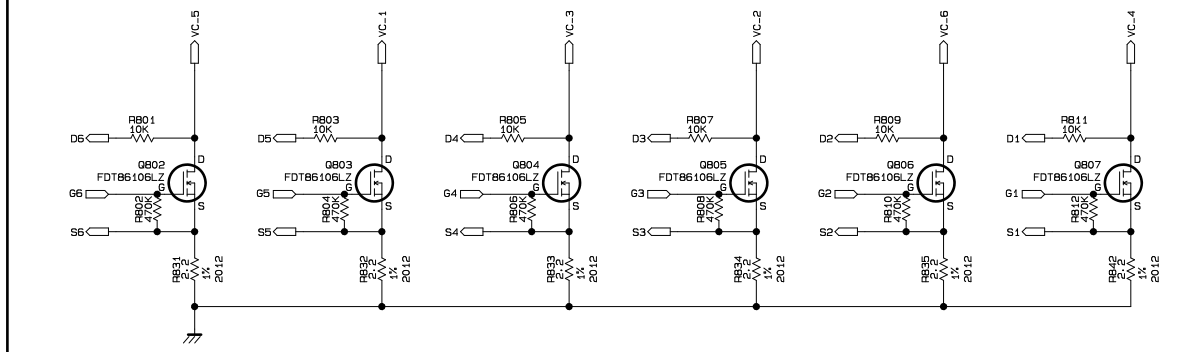 VC_5
VC_1
VC_3
VC_2
VC_6
VC_4
R801
10K
D6
R803
10K
D5
R805
10K
D4
R807
10K
D3
R809
10K
D2
R811
10K
D1
D
Q802
FDT86106LZ
G
G6
R802
470K
S
S6
D
Q803
FDT86106LZ
G
G5
R804
470K
S
S5
D
Q804
FDT86106LZ
G
G4
R806
470K
S
S4
D
Q805
FDT86106LZ
G
G3
R808
470K
S
S3
D
Q806
FDT86106LZ
G
G2
R810
470K
S
S2
D
Q807
FDT86106LZ
G
G1
R812
470K
S
S1
R831
2.2
1%
2012
R832
2.2
1%
2012
R833
2.2
1%
2012
R834
2.2
1%
2012
R835
2.2
1%
2012
R842
2.2
1%
2012